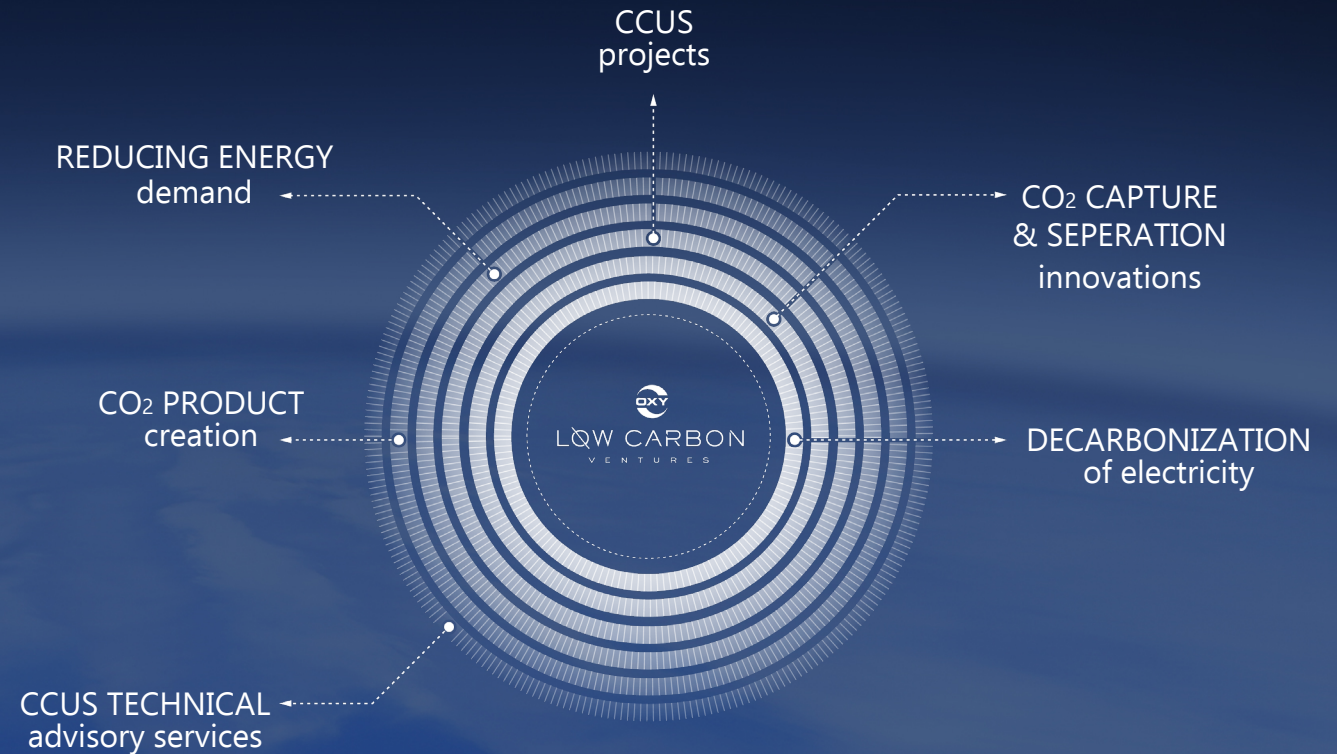 CCUS
projects
REDUCING ENERGY
demand
CO2 CAPTURE
& SEPERATION
innovations
OXY
LOW CARBON
VENTURES
CO2 PRODUCT
creation
DECARBONIZATION
of electricity
CCUS TECHNICAL
advisory services